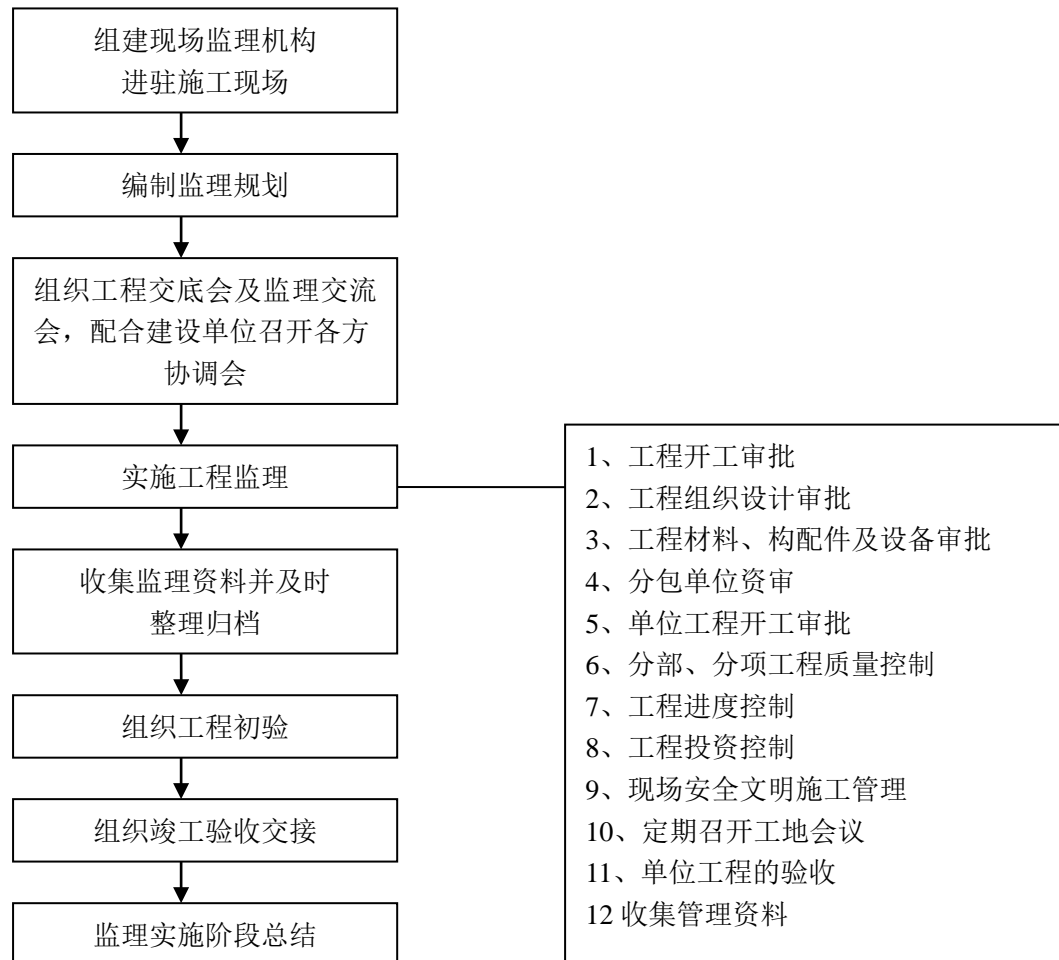 组建现场监理机构
进驻施工现场
编制监理规划
组织工程交底会及监理交流
会，配合建设单位召开各方
协调会
实施工程监理
收集监理资料并及时
整理归档
组织工程初验
组织竣工验收交接
监理实施阶段总结
1、工程开工审批
2、工程组织设计审批
3、工程材料、构配件及设备审批
4、分包单位资审
5、单位工程开工审批
6、分部、分项工程质量控制
7、工程进度控制
8、工程投资控制
9、现场安全文明施工管理
10、定期召开工地会议
11、单位工程的验收
12 收集管理资料